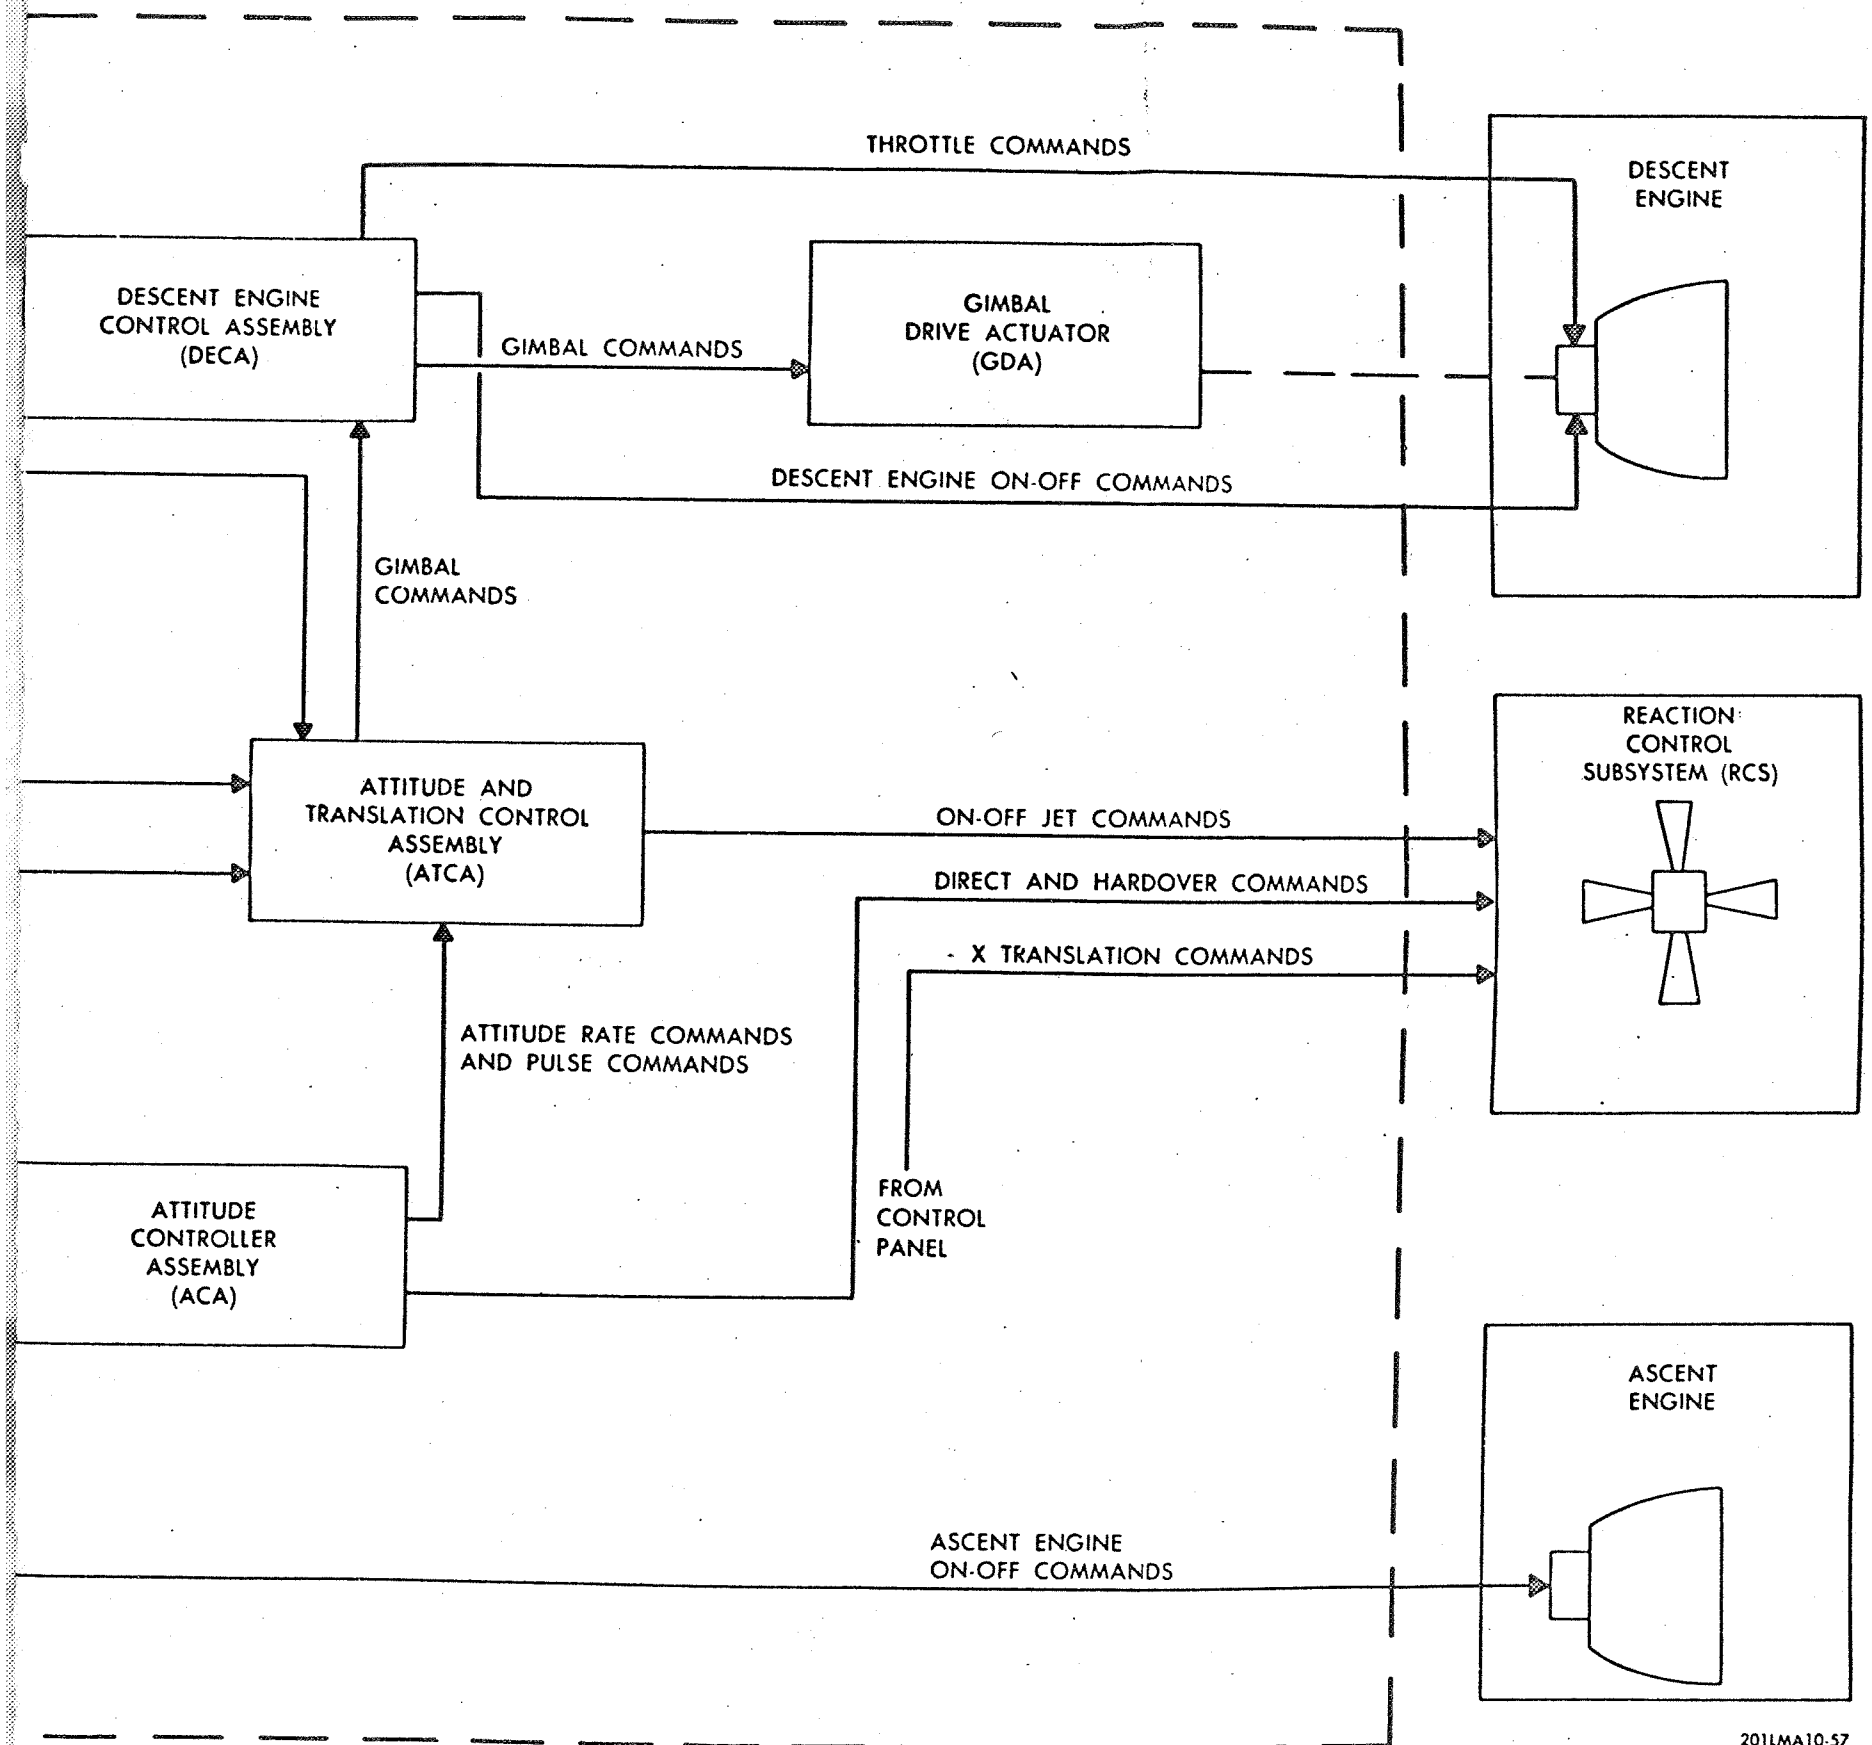 THROTTLE COMMANDS
DESCENT
ENGINE
DESCENT ENGINE
CONTROL ASSEMBLY
(DECA)
GIMBAL COMMANDS
GIMBAL
DRIVE ACTUATOR
(GDA)
DESCENT ENGINE ON-OFF COMMANDS
GIMBAL
COMMANDS
REACTION
CONTROL
SUBSYSTEM (RCS)
ATTITUDE AND
TRANSLATION CONTROL
ASSEMBLY
(ATCA)
ON-OFF JET COMMANDS
DIRECT AND HARDOVER COMMANDS
- X TRANSLATION COMMANDS
ATTITUDE RATE COMMANDS
AND PULSE COMMANDS
FROM
CONTROL
PANEL
ATTITUDE
CONTROLLER
ASSEMBLY
(ACA)
ASCENT
ENGINE
ASCENT ENGINE
ON-OFF COMMANDS
201LMA10-57